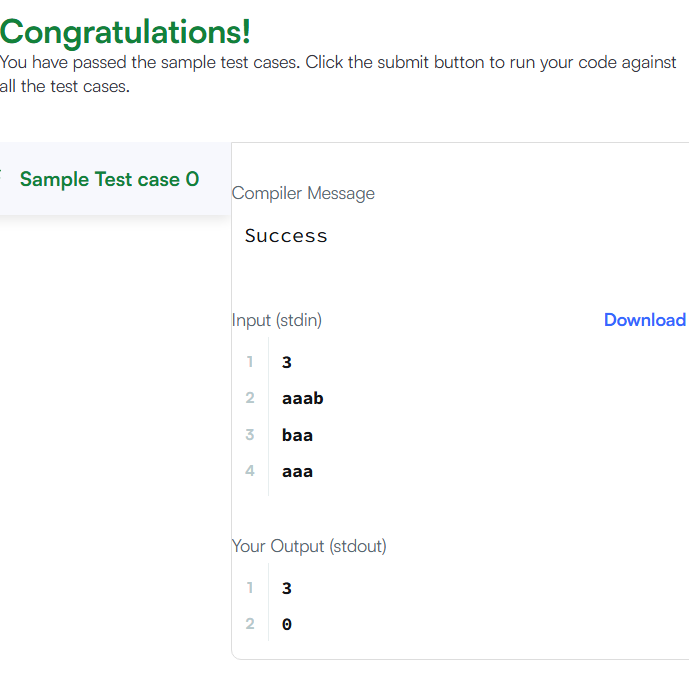 Congratulations!
You have passed the sample test cases. Click the submit button to run your code against
all the test cases.
Sample Test case 0
Compiler Message
Success
Input (stdin)
Download
1 3
2 aaab
3 baa
4 aaa
Your Output (stdout)
1 3
2 0